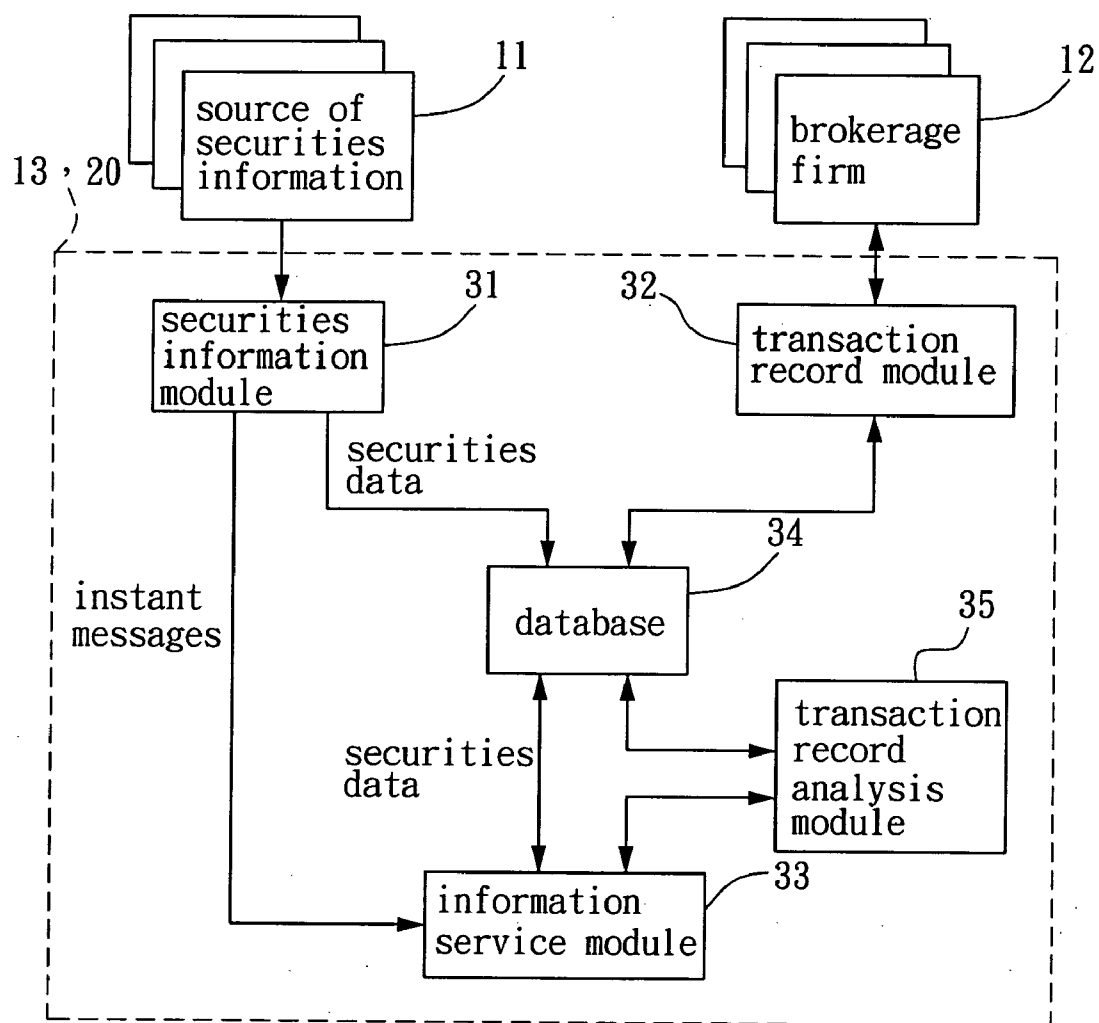 11
12
source of
securities
information
brokerage
firm
13，20
31
32
securities
information
module
transaction
record module
securities
data
34
instant
messages
database
35
transaction
record
analysis
module
securities
data
33
information
service module